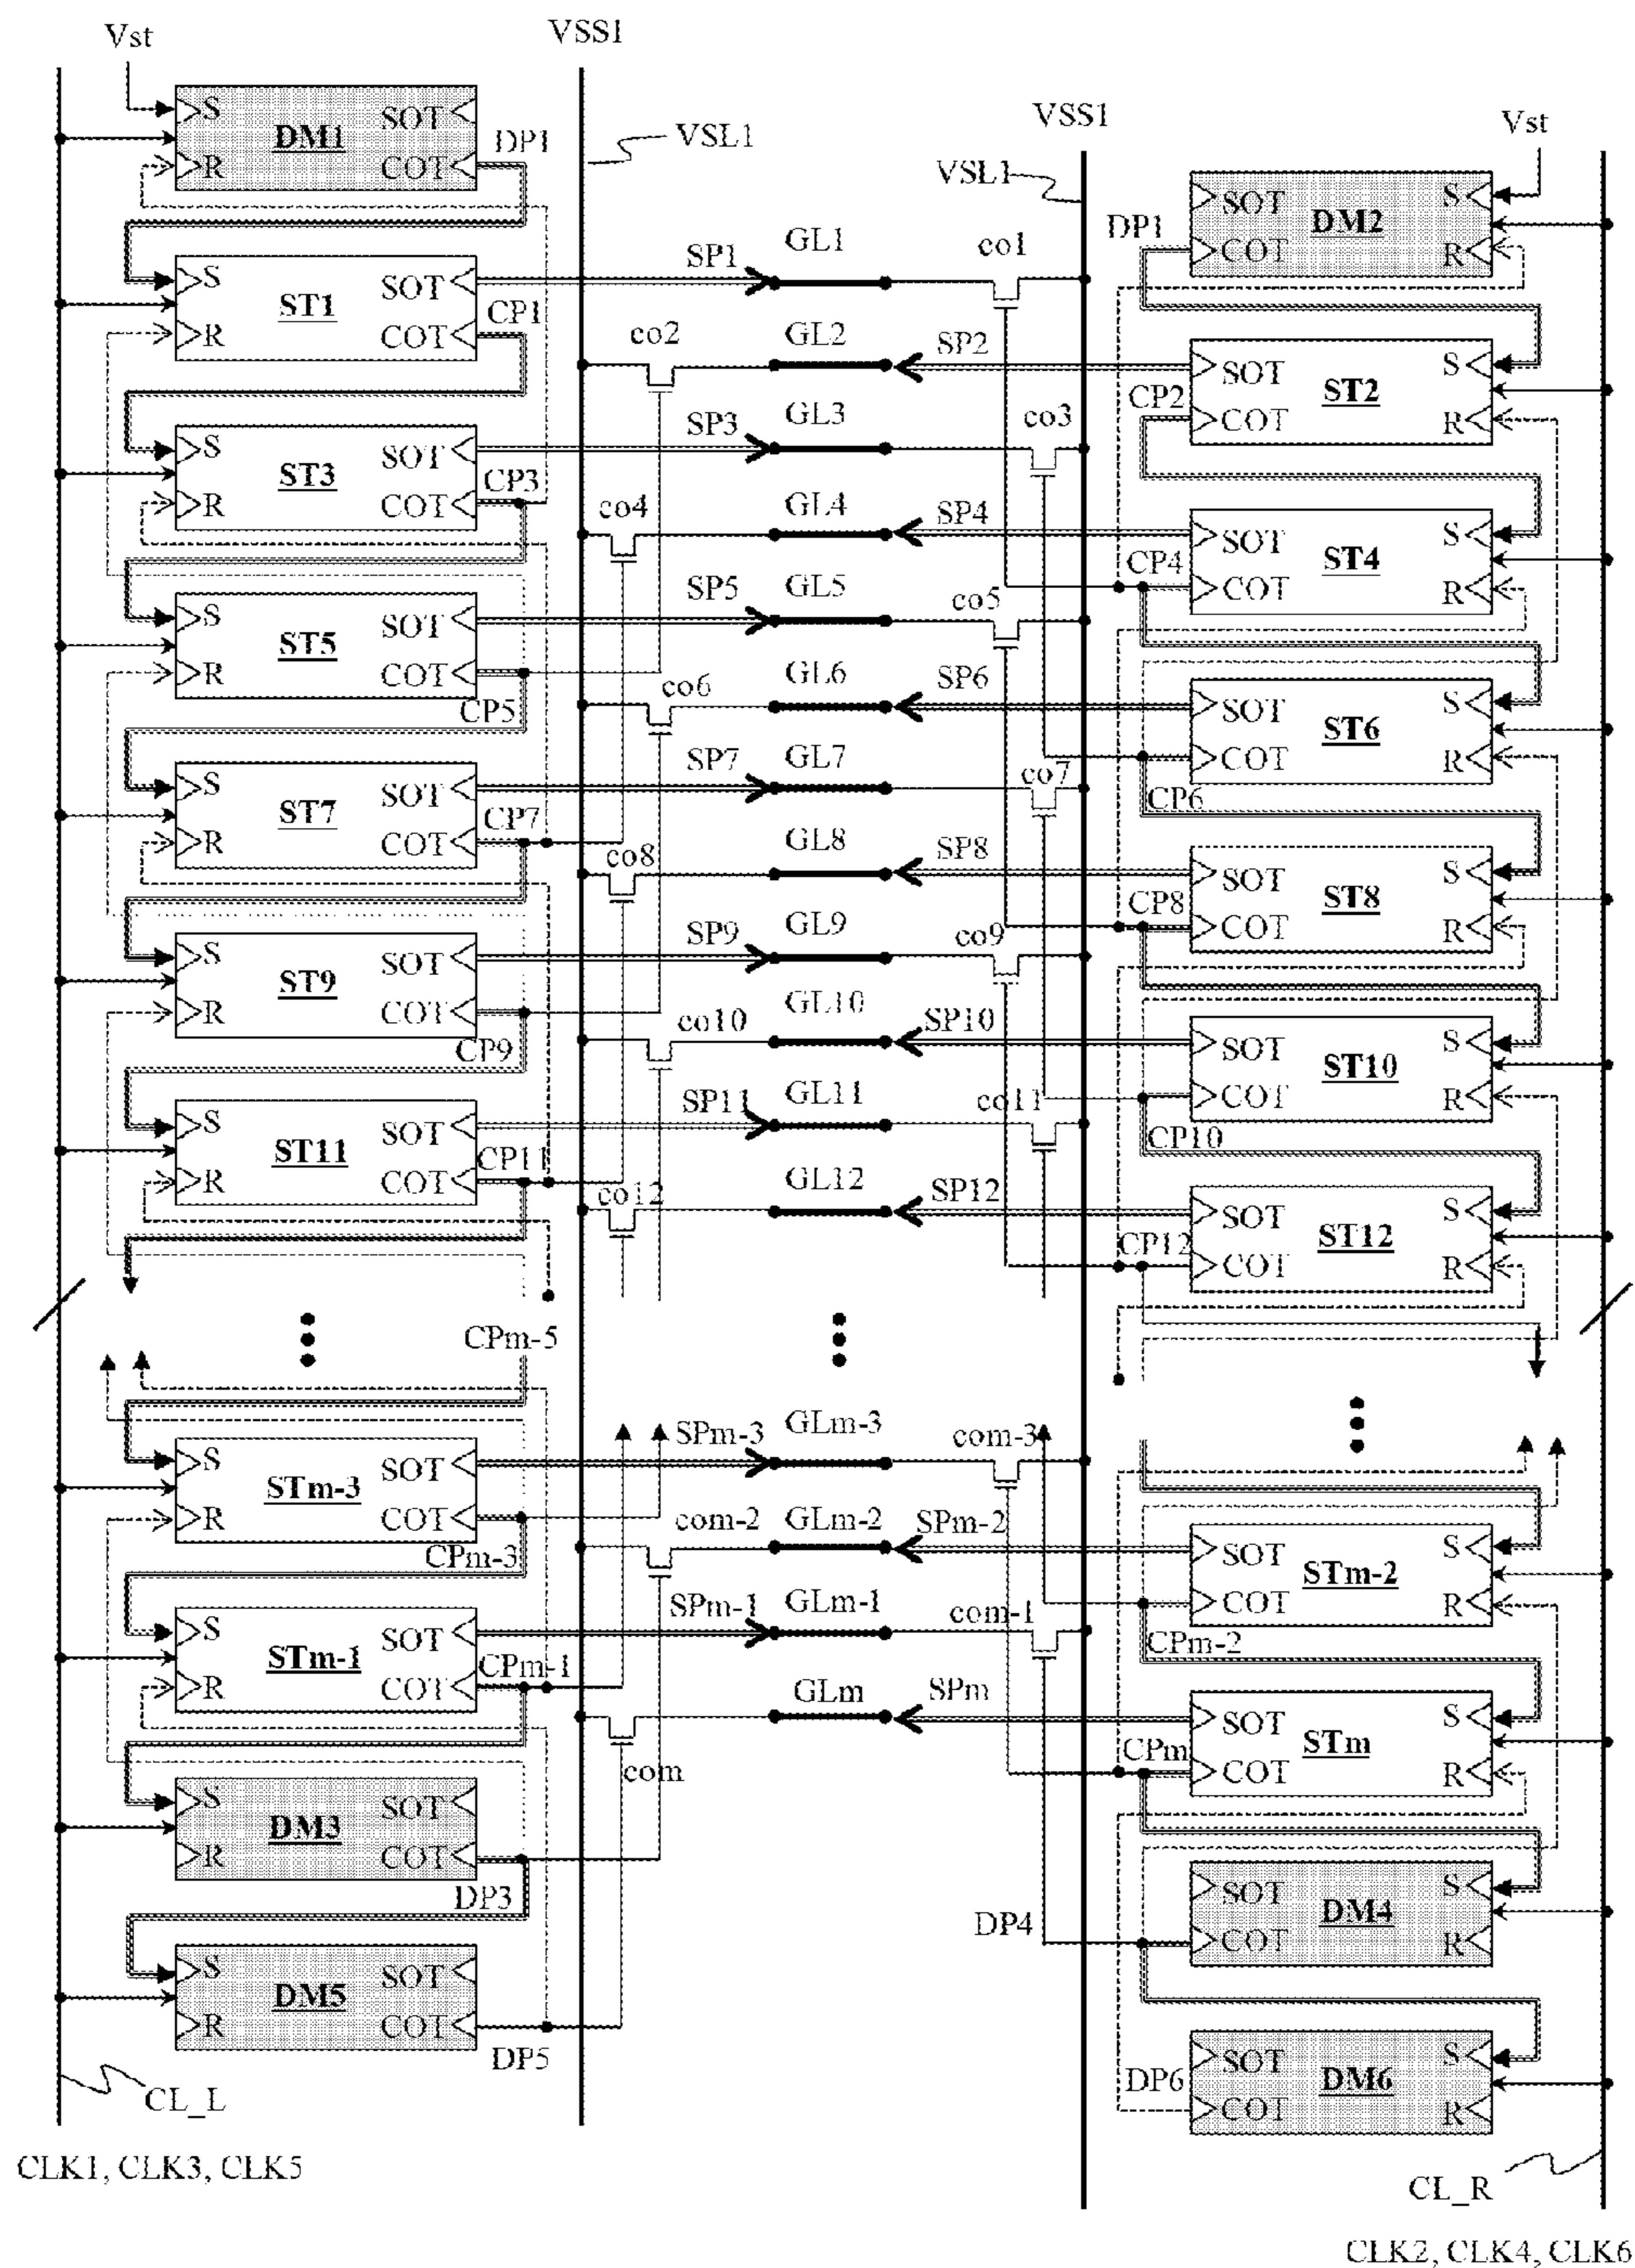 Vst
VSS1
S
SOT
DM1
R
COT
DP1
VSL1
VSS1
Vst
VSL1
SOT
S
DM2
COT
R
DP1
S
SOT
ST1
R
COT
CP1
SP1
GL1
co1
co2
GL2
SP2
SOT
S
ST2
COT
R
CP2
S
SOT
ST3
R
COT
CP3
SP3
GL3
co3
co4
GL4
SP4
SOT
S
ST4
COT
R
CP4
S
SOT
ST5
R
COT
CP5
SP5
GL5
co5
co6
GL6
SP6
SOT
S
ST6
COT
R
CP6
S
SOT
ST7
R
COT
CP7
SP7
GL7
co7
co8
GL8
SP8
SOT
S
ST8
COT
R
CP8
S
SOT
ST9
R
COT
CP9
SP9
GL9
co9
co10
GL10
SP10
SOT
S
ST10
COT
R
CP10
S
SOT
ST11
R
COT
CP11
SP11
GL11
co11
co12
GL12
SP12
SOT
S
ST12
COT
R
CP12
CPm-5
S
SOT
STm-3
R
COT
CPm-3
SPm-3
GLm-3
com-3
com-2
GLm-2
SPm-2
SOT
S
STm-2
COT
R
CPm-2
S
SOT
STm-1
R
COT
CPm-1
SPm-1
GLm-1
com-1
com
GLm
SPm
SOT
S
STm
COT
R
CPm
S
SOT
DM3
R
COT
DP3
SOT
S
DM4
COT
R
DP4
S
SOT
DM5
R
COT
DP5
SOT
S
DM6
COT
R
DP6
CL_L
CLK1, CLK3, CLK5
CL_R
CLK2, CLK4, CLK6